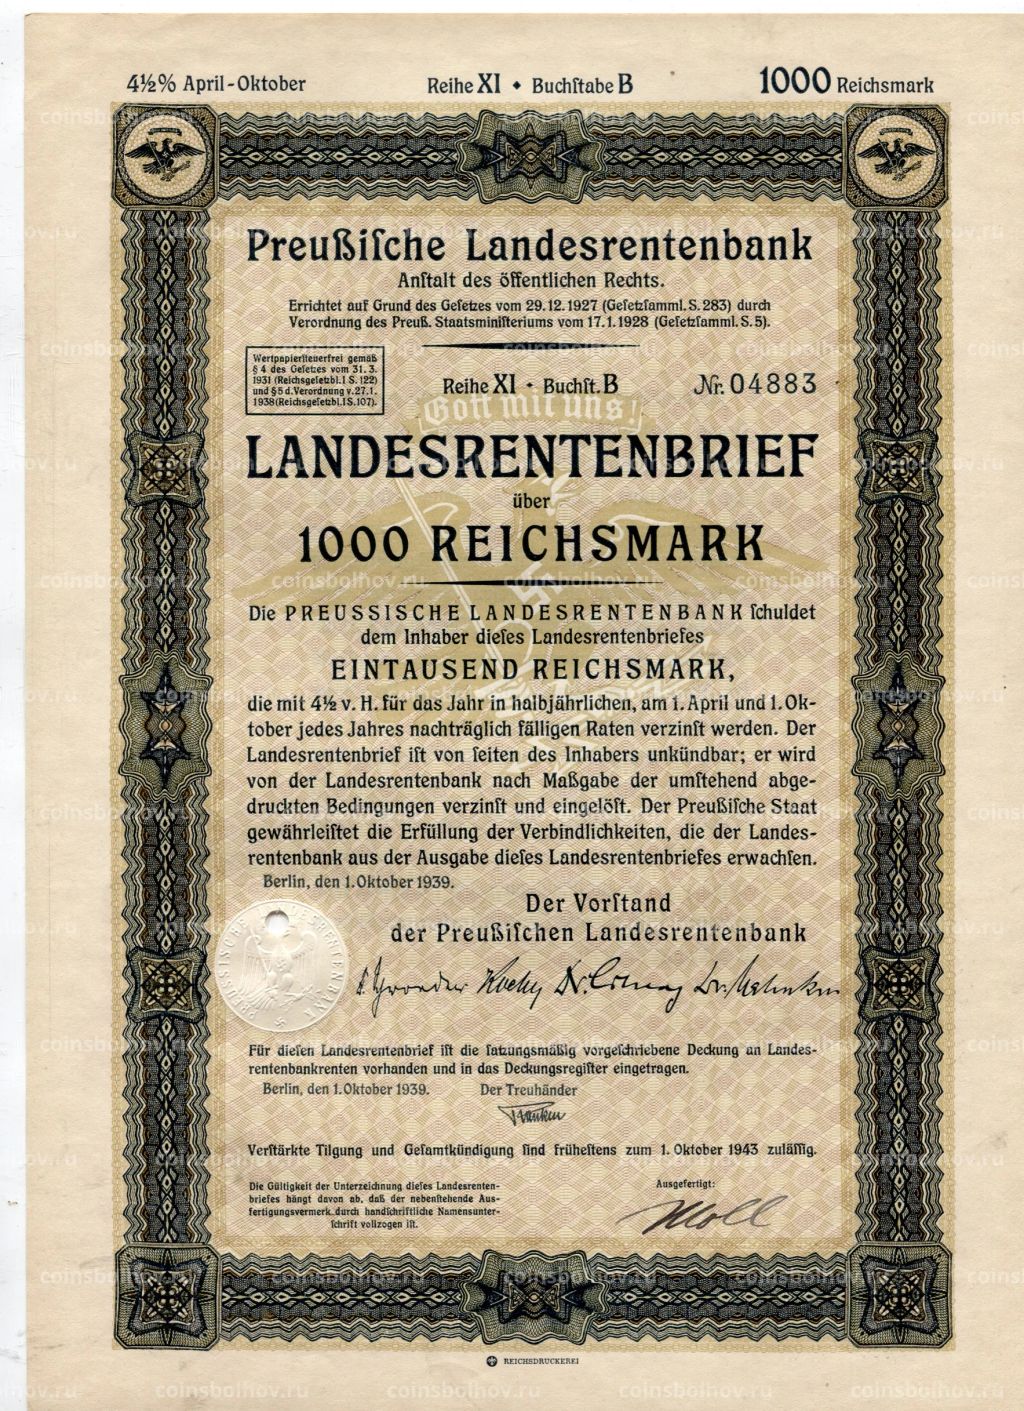 4½% April-Oktober
Reihe XI • Buchſtabe B
1000 Reichsmark
Preußiſche Landesrentenbank
Anſtalt des öffentlichen Rechts.
Errichtet auf Grund des Geſetzes vom 29.12.1927 (Geſetzſamml. S. 283) durch
Verordnung des Preuß. Staatsminiſteriums vom 17.1.1928 (Geſetzſamml. S. 5).
Wertpapierſteuerfrei gemäß
§ 4 des Geſetzes vom 31. 3.
1931 (Reichsgeſetzbl. I S. 122)
und § 5 d. Verordnung v. 27. 1.
1938 (Reichsgeſetzbl. I S. 107).
Reihe XI • Buchſt. B
Nr. 04883
Gott mit uns!
LANDESRENTENBRIEF
über
1000 REICHSMARK
Die PREUSSISCHE LANDESRENTENBANK ſchuldet
dem Inhaber dieſes Landesrentenbriefes
EINTAUSEND REICHSMARK,
die mit 4½ v. H. für das Jahr in halbjährlichen, am 1. April und 1. Ok-
tober jedes Jahres nachträglich fälligen Raten verzinſt werden. Der
Landesrentenbrief iſt von ſeiten des Inhabers unkündbar; er wird
von der Landesrentenbank nach Maßgabe der umſtehend abge-
druckten Bedingungen verzinſt und eingelöſt. Der Preußiſche Staat
gewährleiſtet die Erfüllung der Verbindlichkeiten, die der Landes-
rentenbank aus der Ausgabe dieſes Landesrentenbriefes erwachſen.
Berlin, den 1. Oktober 1939.
Der Vorſtand
der Preußiſchen Landesrentenbank
PREUSSISCHE LANDESRENTENBANK
Für dieſen Landesrentenbrief iſt die ſatzungsmäßig vorgeſchriebene Deckung an Landes-
rentenbankrenten vorhanden und in das Deckungsregiſter eingetragen.
Berlin, den 1. Oktober 1939.
Der Treuhänder
Verſtärkte Tilgung und Geſamtkündigung ſind früheſtens zum 1. Oktober 1943 zuläſſig.
Die Gültigkeit der Unterzeichnung dieſes Landesrenten-
briefes hängt davon ab, daß der nebenſtehende Aus-
fertigungsvermerk durch handſchriftliche Namensunter-
ſchrift vollzogen iſt.
Ausgefertigt:
Moll
REICHSDRUCKEREI
coinsbolhov.ru